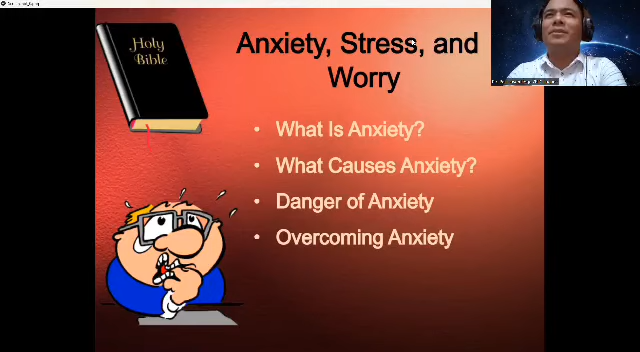 Holy
Bible
Anxiety, Stress, and
Worry
• What Is Anxiety?
• What Causes Anxiety?
• Danger of Anxiety
• Overcoming Anxiety